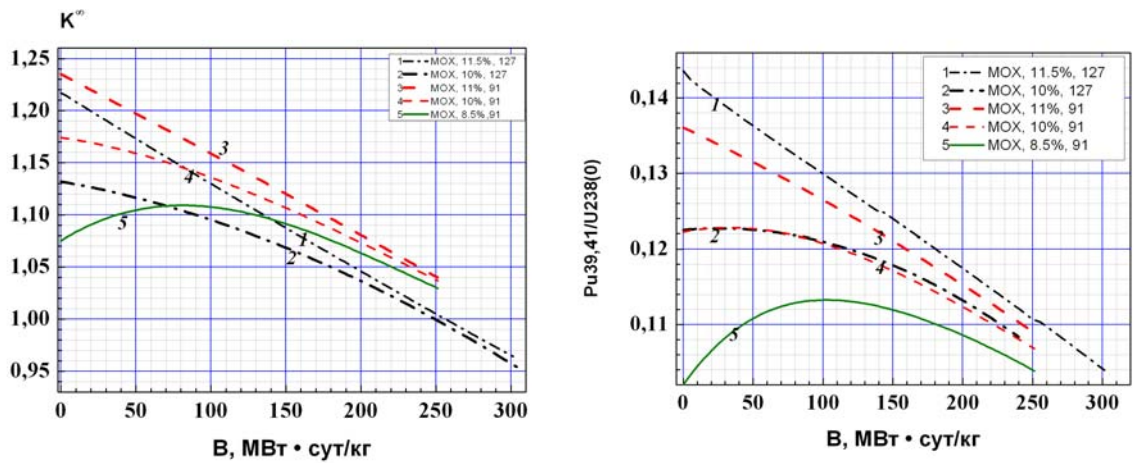 K∞
1,25
1,20
1,15
1,10
1,05
1,00
0,95
0 50 100 150 200 250 300
B, МВт • сут/кг
1 MOX, 11.5%, 127
2 MOX, 10%, 127
3 MOX, 11%, 91
4 MOX, 10%, 91
5 MOX, 8.5%,91
3
4
5
1
2
Pu39,41/U238(0)
0,14
0,13
0,12
0,11
0 50 100 150 200 250 300
B, МВт • сут/кг
1 MOX, 11.5%, 127
2 MOX, 10%, 127
3 MOX, 11%, 91
4 MOX, 10%, 91
5 MOX, 8.5%, 91
1
2
3
4
5